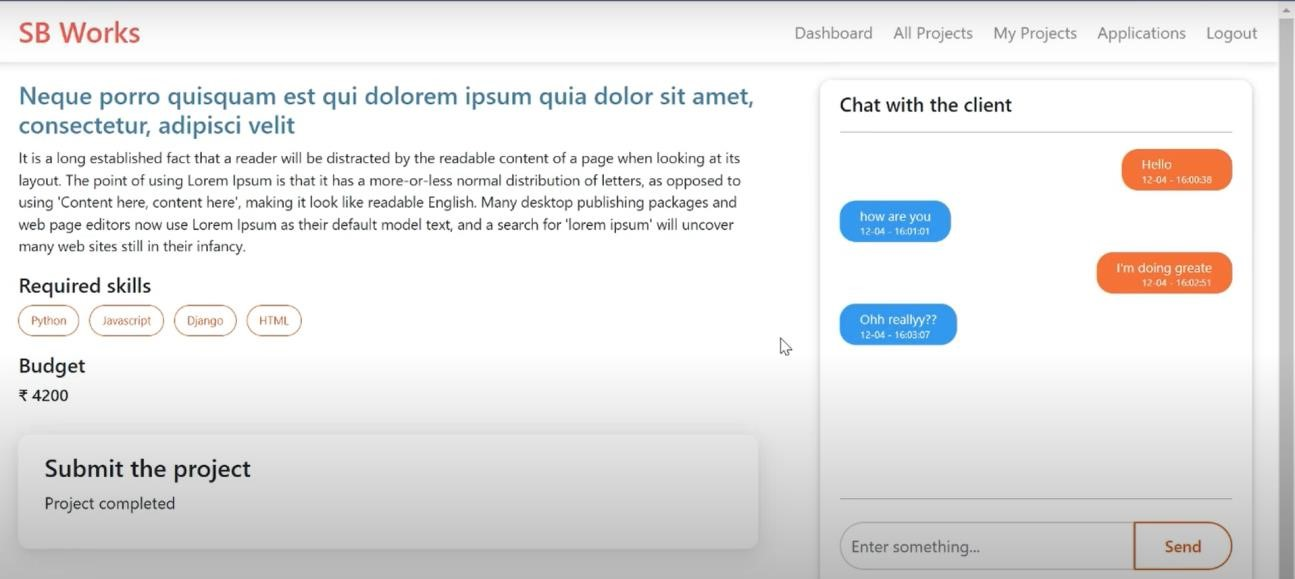 SB Works
Dashboard All Projects My Projects Applications Logout
Neque porro quisquam est qui dolorem ipsum quia dolor sit amet,
consectetur, adipisci velit
It is a long established fact that a reader will be distracted by the readable content of a page when looking at its
layout. The point of using Lorem Ipsum is that it has a more-or-less normal distribution of letters, as opposed to
using 'Content here, content here', making it look like readable English. Many desktop publishing packages and
web page editors now use Lorem Ipsum as their default model text, and a search for 'lorem ipsum' will uncover
many web sites still in their infancy.
Required skills
Python Javascript Django HTML
Budget
₹ 4200
Submit the project
Project completed
Chat with the client
Hello
12-04 - 16:00:38
how are you
12-04 - 16:01:01
I'm doing greate
12-04 - 16:02:51
Ohh reallyy??
12-04 - 16:03:07
Enter something...
Send